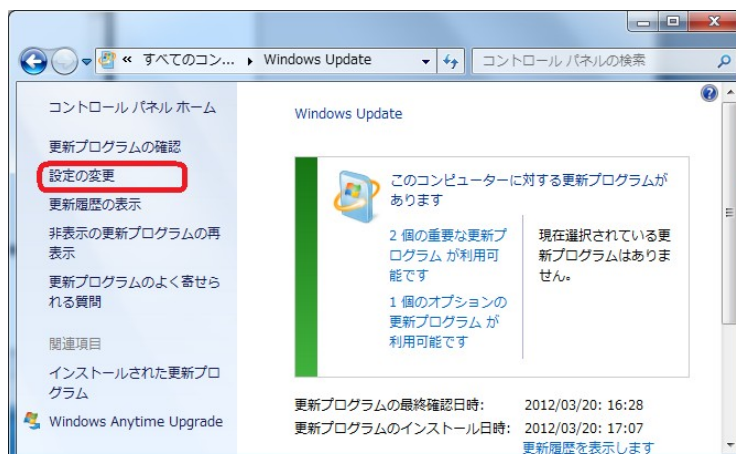 « すべてのコン... ▸ Windows Update
コントロール パネルの検索
コントロール パネル ホーム
更新プログラムの確認
設定の変更
更新履歴の表示
非表示の更新プログラムの再
表示
更新プログラムのよく寄せら
れる質問
関連項目
インストールされた更新プロ
グラム
Windows Anytime Upgrade
Windows Update
このコンピューターに対する更新プログラムが
あります
2 個の重要な更新プ
ログラム が利用可
能です
1 個のオプションの
更新プログラム が
利用可能です
現在選択されている更
新プログラムはありま
せん。
更新プログラムの最終確認日時: 2012/03/20: 16:28
更新プログラムのインストール日時: 2012/03/20: 17:07
更新履歴を表示します